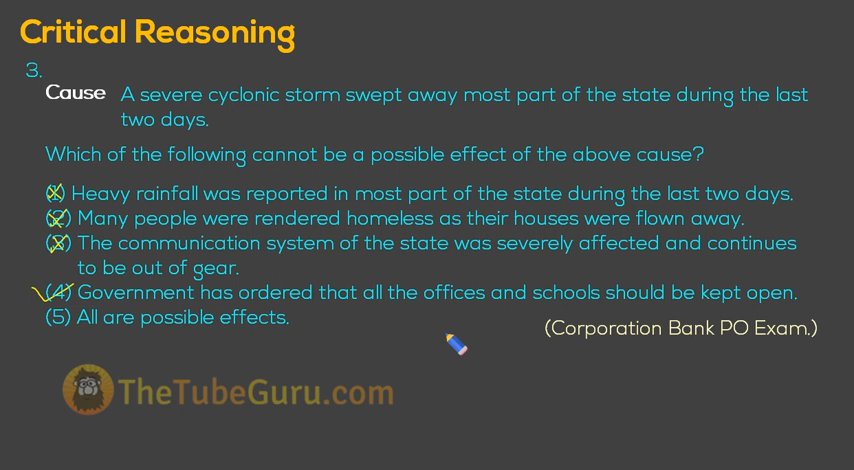 Critical Reasoning
3.
Cause A severe cyclonic storm swept away most part of the state during the last
two days.
Which of the following cannot be a possible effect of the above cause?
(1) Heavy rainfall was reported in most part of the state during the last two days.
(2) Many people were rendered homeless as their houses were flown away.
(3) The communication system of the state was severely affected and continues
to be out of gear.
(4) Government has ordered that all the offices and schools should be kept open.
(5) All are possible effects.
(Corporation Bank PO Exam.)
TheTubeGuru.com